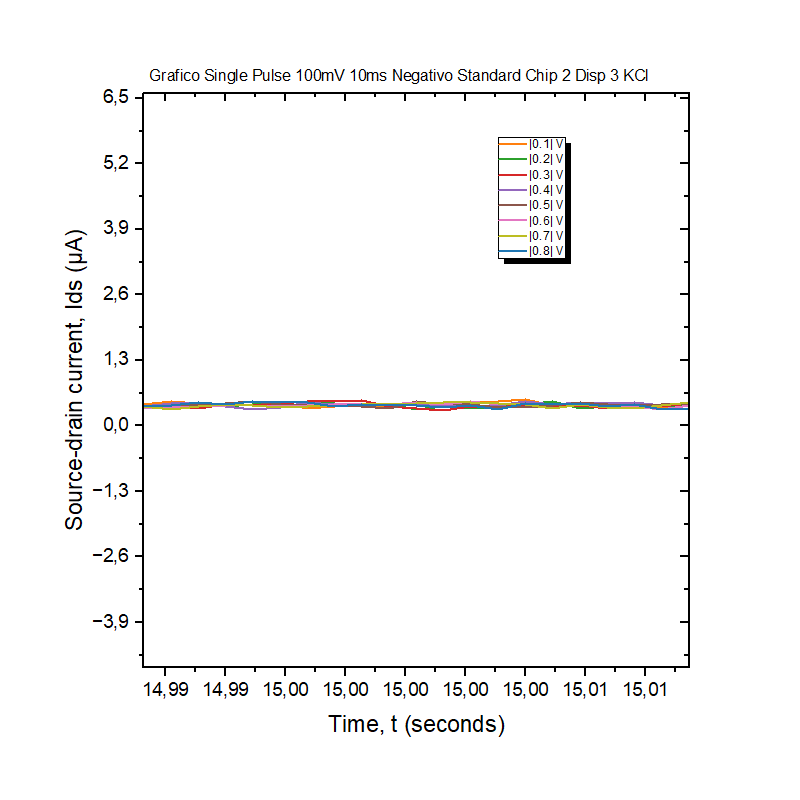 Grafico Single Pulse 100mV 10ms Negativo Standard Chip 2 Disp 3 KCl
6,5
5,2
3,9
2,6
1,3
0,0
−1,3
−2,6
−3,9
Source-drain current, Ids (µA)
|0.1| V
|0.2| V
|0.3| V
|0.4| V
|0.5| V
|0.6| V
|0.7| V
|0.8| V
14,99 14,99 15,00 15,00 15,00 15,00 15,00 15,01 15,01
Time, t (seconds)